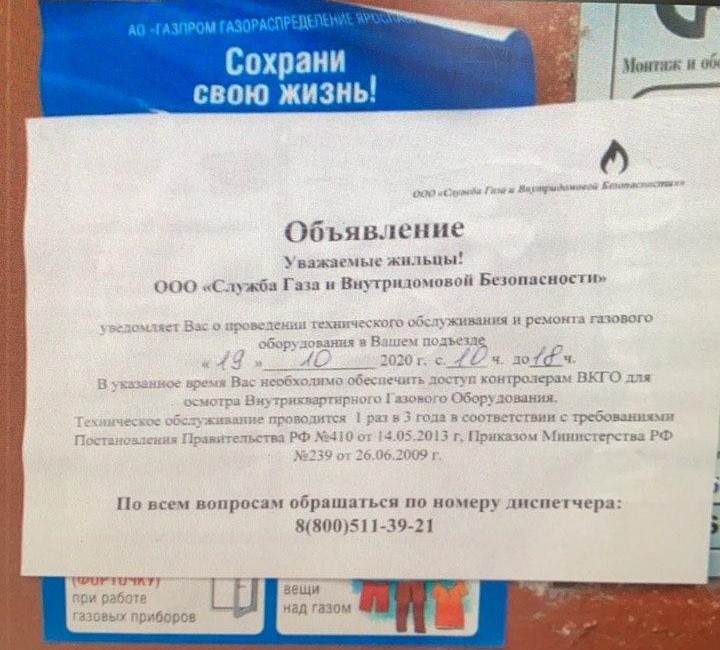 АО «ГАЗПРОМ ГАЗОРАСПРЕДЕЛЕНИЕ
Сохрани
свою жизнь!
Монтаж и
ООО «Служба Газа и Внутридомовой Безопасности»
Объявление
Уважаемые жильцы!
ООО «Служба Газа и Внутридомовой Безопасности»
уведомляет Вас о проведении технического обслуживания и ремонта газового
оборудования в Вашем подъезде
« 19 » 10 2020 г. с 10 ч. до 18 ч.
В указанное время Вас необходимо обеспечить доступ контролерам ВКГО для
осмотра Внутриквартирного Газового Оборудования.
Техническое обслуживание проводится 1 раз в 3 года в соответствии с требованиями
Постановления Правительства РФ №410 от 14.05.2013 г, Приказом Министерства РФ
№239 от 26.06.2009 г.
По всем вопросам обращаться по номеру диспетчера:
8(800)511-39-21
(ФОРТОЧКУ)
при работе
газовых приборов
вещи
над газом